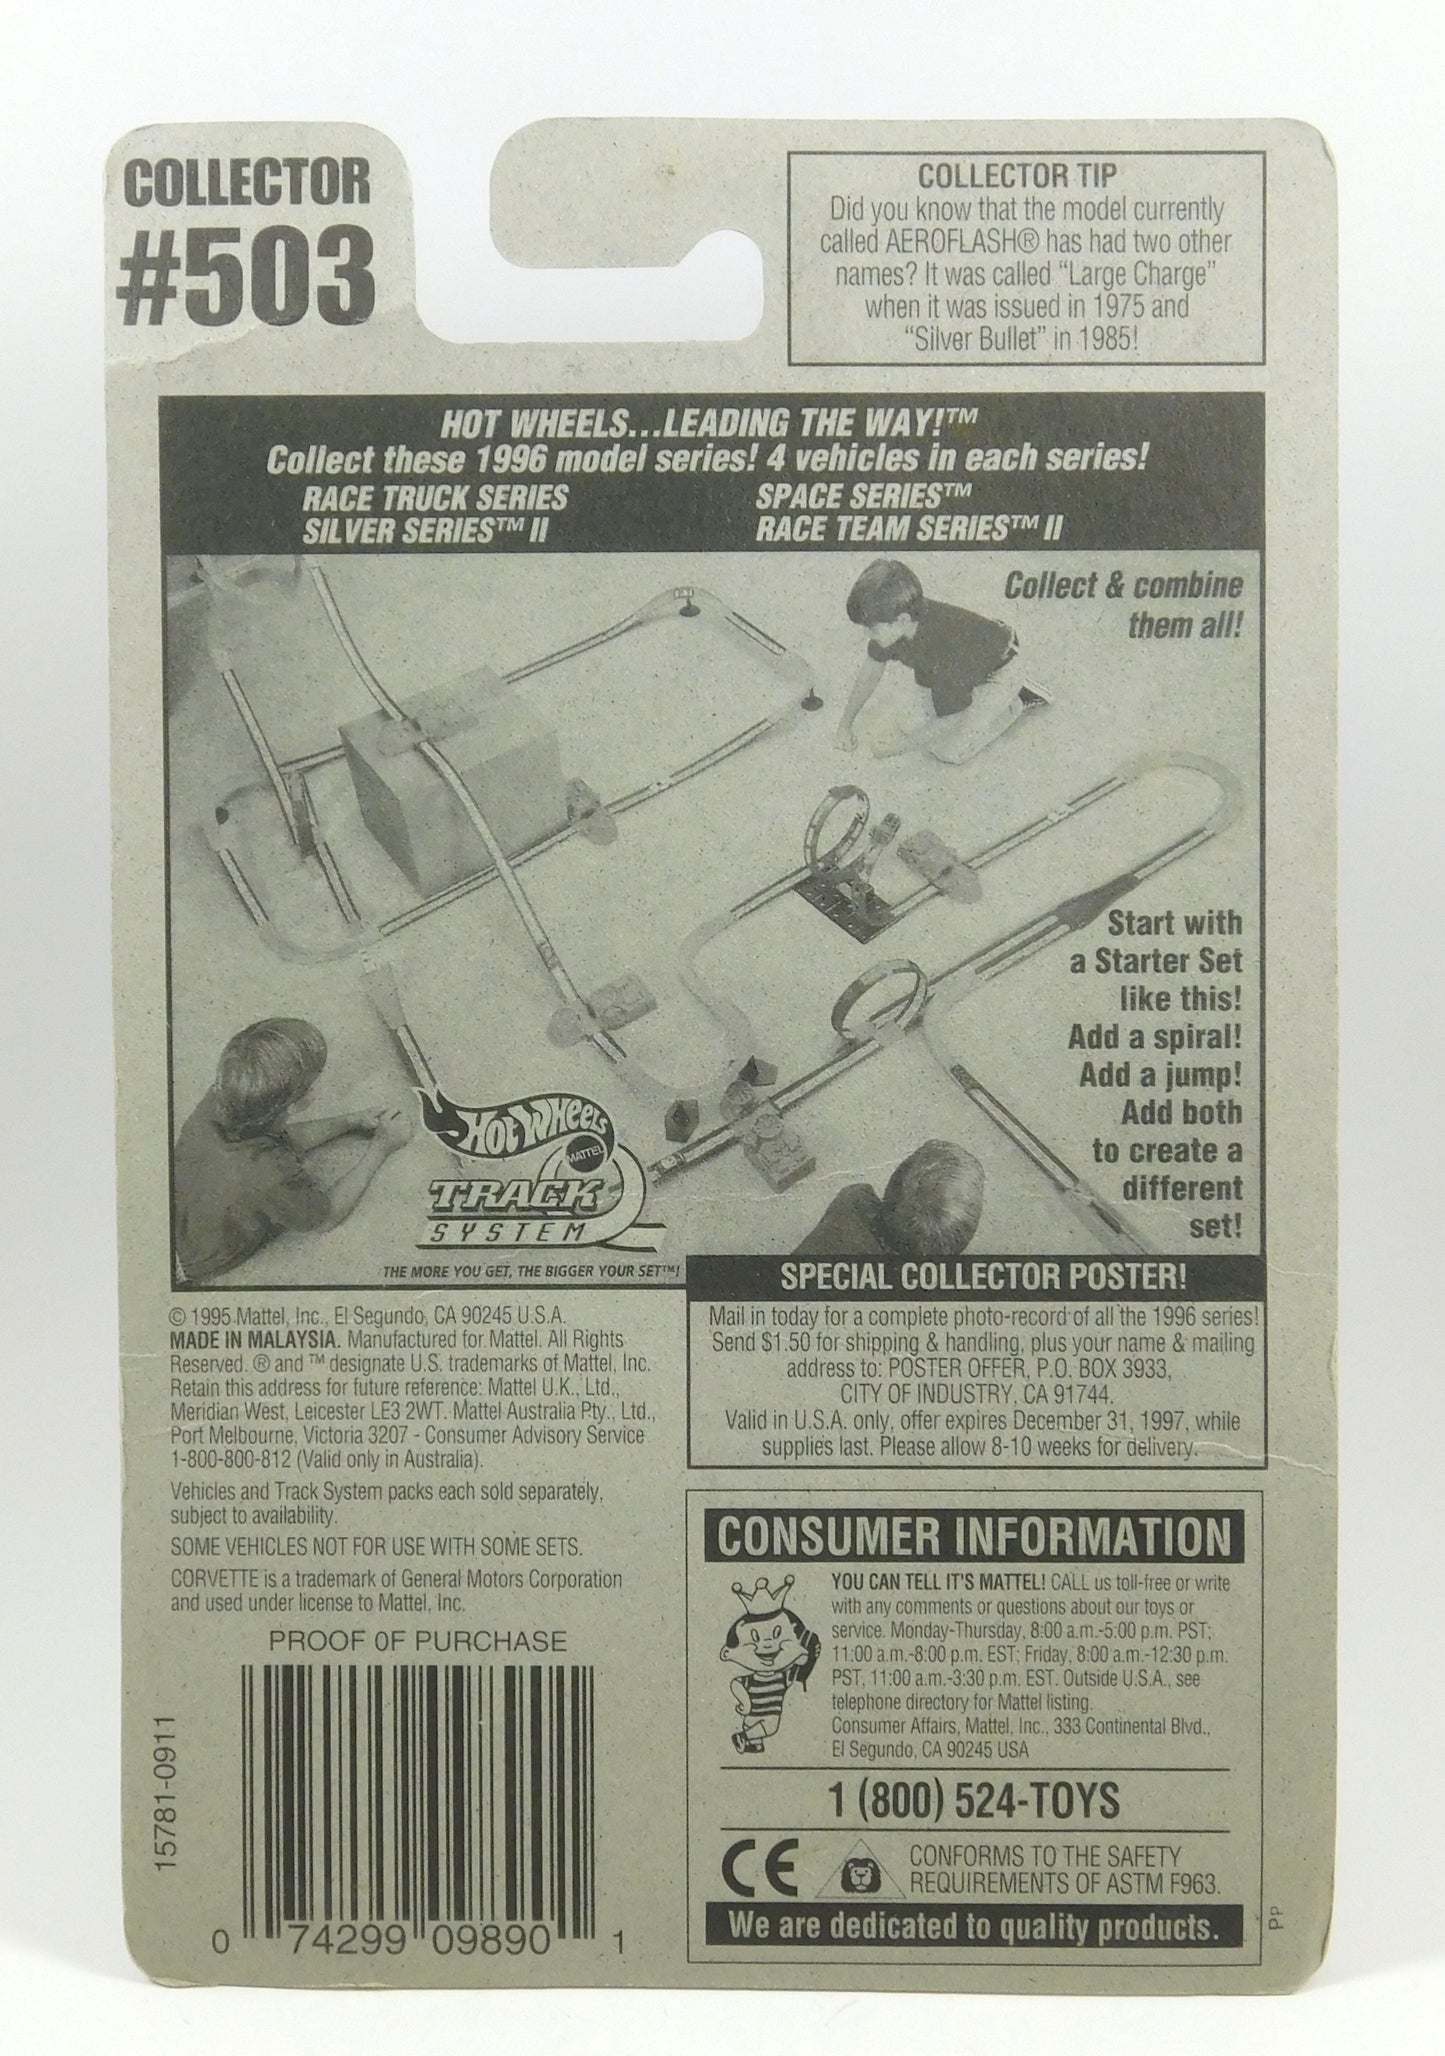 COLLECTOR
#503
COLLECTOR TIP
Did you know that the model currently
called AEROFLASH® has had two other
names? It was called “Large Charge”
when it was issued in 1975 and
“Silver Bullet” in 1985!
HOT WHEELS...LEADING THE WAY!™
Collect these 1996 model series! 4 vehicles in each series!
RACE TRUCK SERIES
SILVER SERIES™ II
SPACE SERIES™
RACE TEAM SERIES™ II
Collect & combine
them all!
Start with
a Starter Set
like this!
Add a spiral!
Add a jump!
Add both
to create a
different
set!
HOT WHEELS
MATTEL
TRACK
SYSTEM
THE MORE YOU GET, THE BIGGER YOUR SET™!
SPECIAL COLLECTOR POSTER!
Mail in today for a complete photo-record of all the 1996 series!
Send $1.50 for shipping & handling, plus your name & mailing
address to: POSTER OFFER, P.O. BOX 3933,
CITY OF INDUSTRY, CA 91744.
Valid in U.S.A. only, offer expires December 31, 1997, while
supplies last. Please allow 8-10 weeks for delivery.
© 1995 Mattel, Inc., El Segundo, CA 90245 U.S.A.
MADE IN MALAYSIA. Manufactured for Mattel. All Rights
Reserved. ® and ™ designate U.S. trademarks of Mattel, Inc.
Retain this address for future reference: Mattel U.K., Ltd.,
Meridian West, Leicester LE3 2WT. Mattel Australia Pty., Ltd.,
Port Melbourne, Victoria 3207 - Consumer Advisory Service
1-800-800-812 (Valid only in Australia).
Vehicles and Track System packs each sold separately,
subject to availability.
SOME VEHICLES NOT FOR USE WITH SOME SETS.
CORVETTE is a trademark of General Motors Corporation
and used under license to Mattel, Inc.
PROOF OF PURCHASE
15781-0911
0 74299 09890 1
CONSUMER INFORMATION
YOU CAN TELL IT'S MATTEL! CALL us toll-free or write
with any comments or questions about our toys or
service. Monday-Thursday, 8:00 a.m.-5:00 p.m. PST;
11:00 a.m.-8:00 p.m. EST; Friday, 8:00 a.m.-12:30 p.m.
PST, 11:00 a.m.-3:30 p.m. EST. Outside U.S.A., see
telephone directory for Mattel listing.
Consumer Affairs, Mattel, Inc., 333 Continental Blvd.,
El Segundo, CA 90245 USA
1 (800) 524-TOYS
CE
CONFORMS TO THE SAFETY
REQUIREMENTS OF ASTM F963.
We are dedicated to quality products.
PP